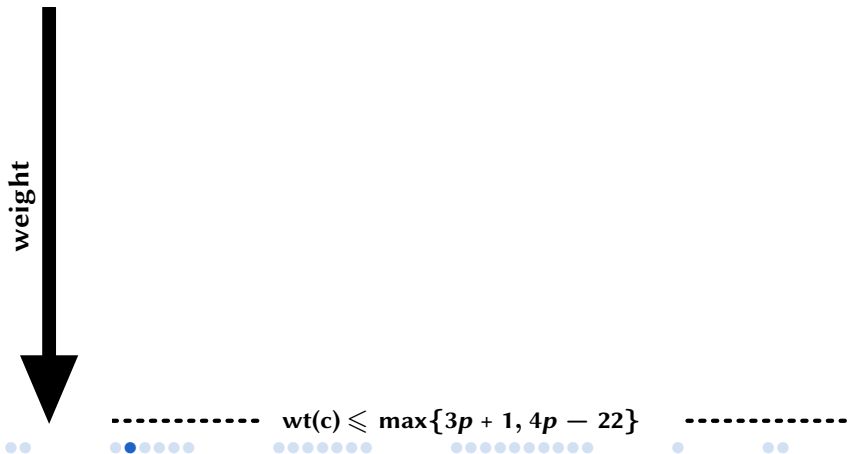 weight
wt(c) ⩽ max{3p + 1, 4p − 22}